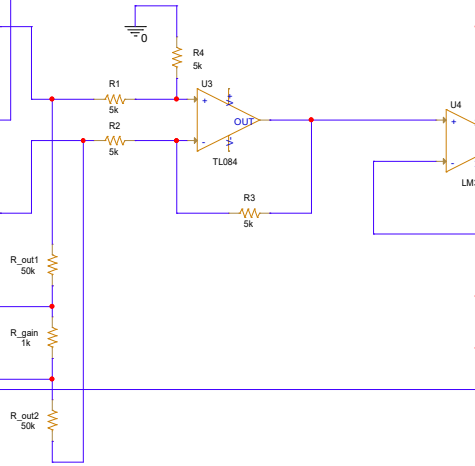 0
R4
5k
R1
5k
U3
+
OUT
-
TL084
R2
5k
U4
+
-
R3
5k
R_out1
50k
R_gain
1k
R_out2
50k